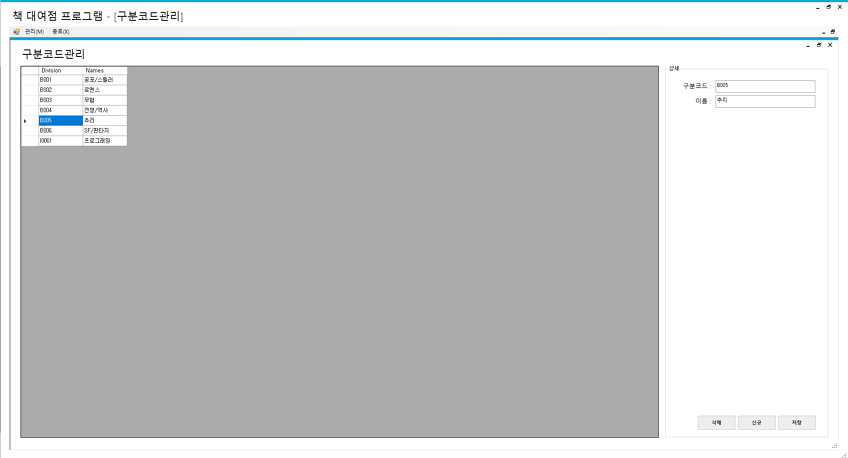 책 대여점 프로그램 - [구분코드관리]
관리(M) 종료(X)
구분코드관리
Division Names
B001 공포/스릴러
B002 로맨스
B003 무협
B004 전쟁/역사
B005 추리
B006 SF/판타지
I0001 프로그래밍
상세
구분코드 : B005
이름 : 추리
삭제 신규 저장